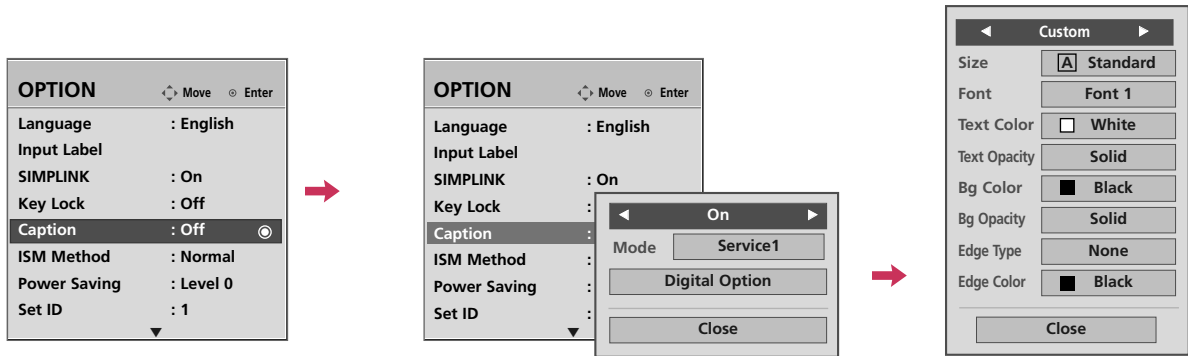 OPTION Move Enter
Language : English
Input Label
SIMPLINK : On
Key Lock : Off
Caption : Off
ISM Method : Normal
Power Saving : Level 0
Set ID : 1
OPTION Move Enter
Language : English
Input Label
SIMPLINK : On
Key Lock :
Caption :
ISM Method :
Power Saving :
Set ID :
On
Mode Service1
Digital Option
Close
Custom
Size A Standard
Font Font 1
Text Color White
Text Opacity Solid
Bg Color Black
Bg Opacity Solid
Edge Type None
Edge Color Black
Close